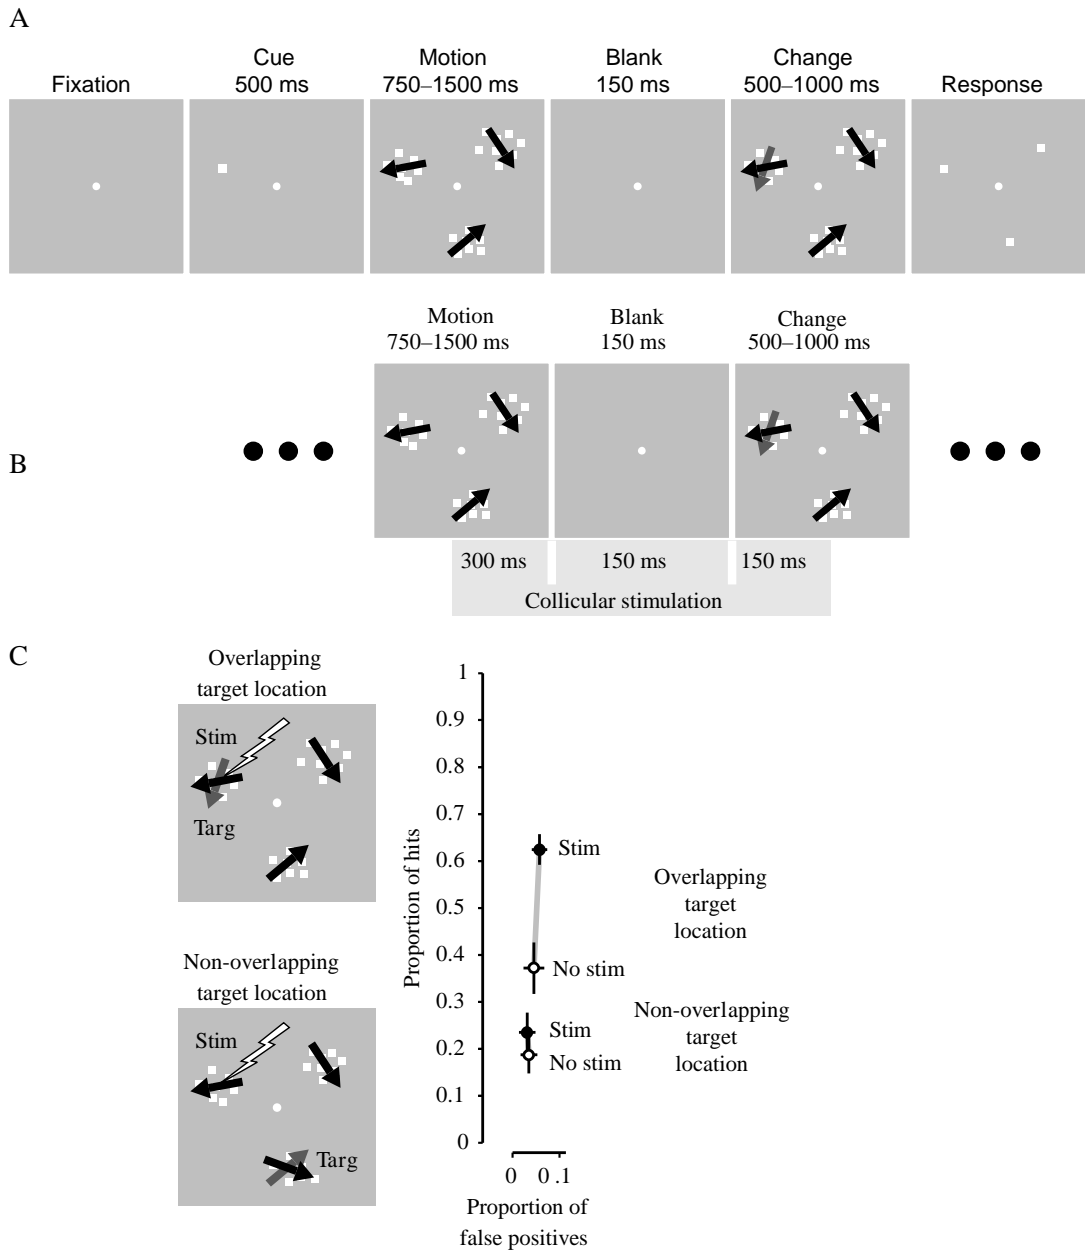 A
Fixation
Cue
500 ms
Motion
750–1500 ms
Blank
150 ms
Change
500–1000 ms
Response
B
Motion
750–1500 ms
Blank
150 ms
Change
500–1000 ms
300 ms
150 ms
150 ms
Collicular stimulation
C
Overlapping
target location
Stim
Targ
Non-overlapping
target location
Stim
Targ
Proportion of hits
1
0.9
0.8
0.7
0.6
0.5
0.4
0.3
0.2
0.1
0
Stim
No stim
Stim
No stim
Overlapping
target
location
Non-overlapping
target
location
0 0.1
Proportion of
false positives